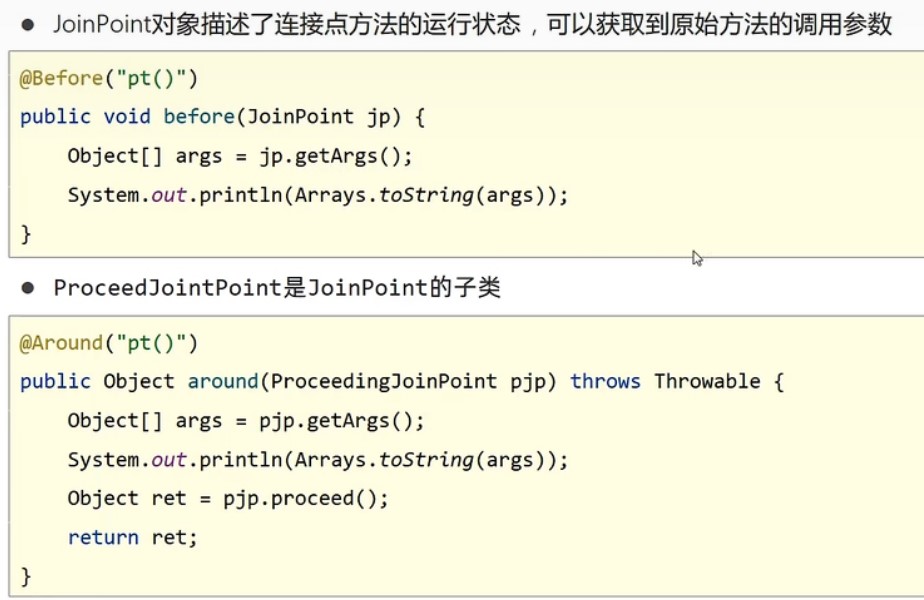 ● JoinPoint对象描述了连接点方法的运行状态，可以获取到原始方法的调用参数
@Before("pt()")
public void before(JoinPoint jp) {
    Object[] args = jp.getArgs();
    System.out.println(Arrays.toString(args));
}
● ProceedJointPoint是JoinPoint的子类
@Around("pt()")
public Object around(ProceedingJoinPoint pjp) throws Throwable {
    Object[] args = pjp.getArgs();
    System.out.println(Arrays.toString(args));
    Object ret = pjp.proceed();
    return ret;
}